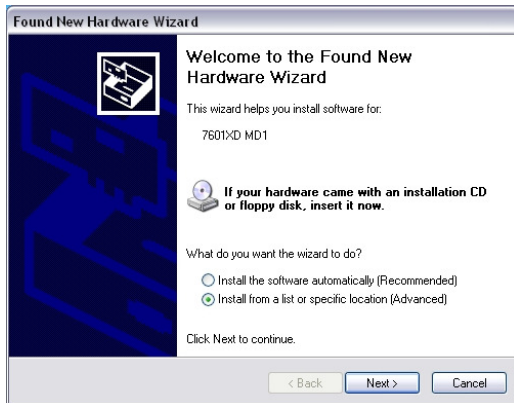 Found New Hardware Wizard
Welcome to the Found New
Hardware Wizard
This wizard helps you install software for:
7601XD MD1
If your hardware came with an installation CD
or floppy disk, insert it now.
What do you want the wizard to do?
Install the software automatically (Recommended)
Install from a list or specific location (Advanced)
Click Next to continue.
< Back Next > Cancel